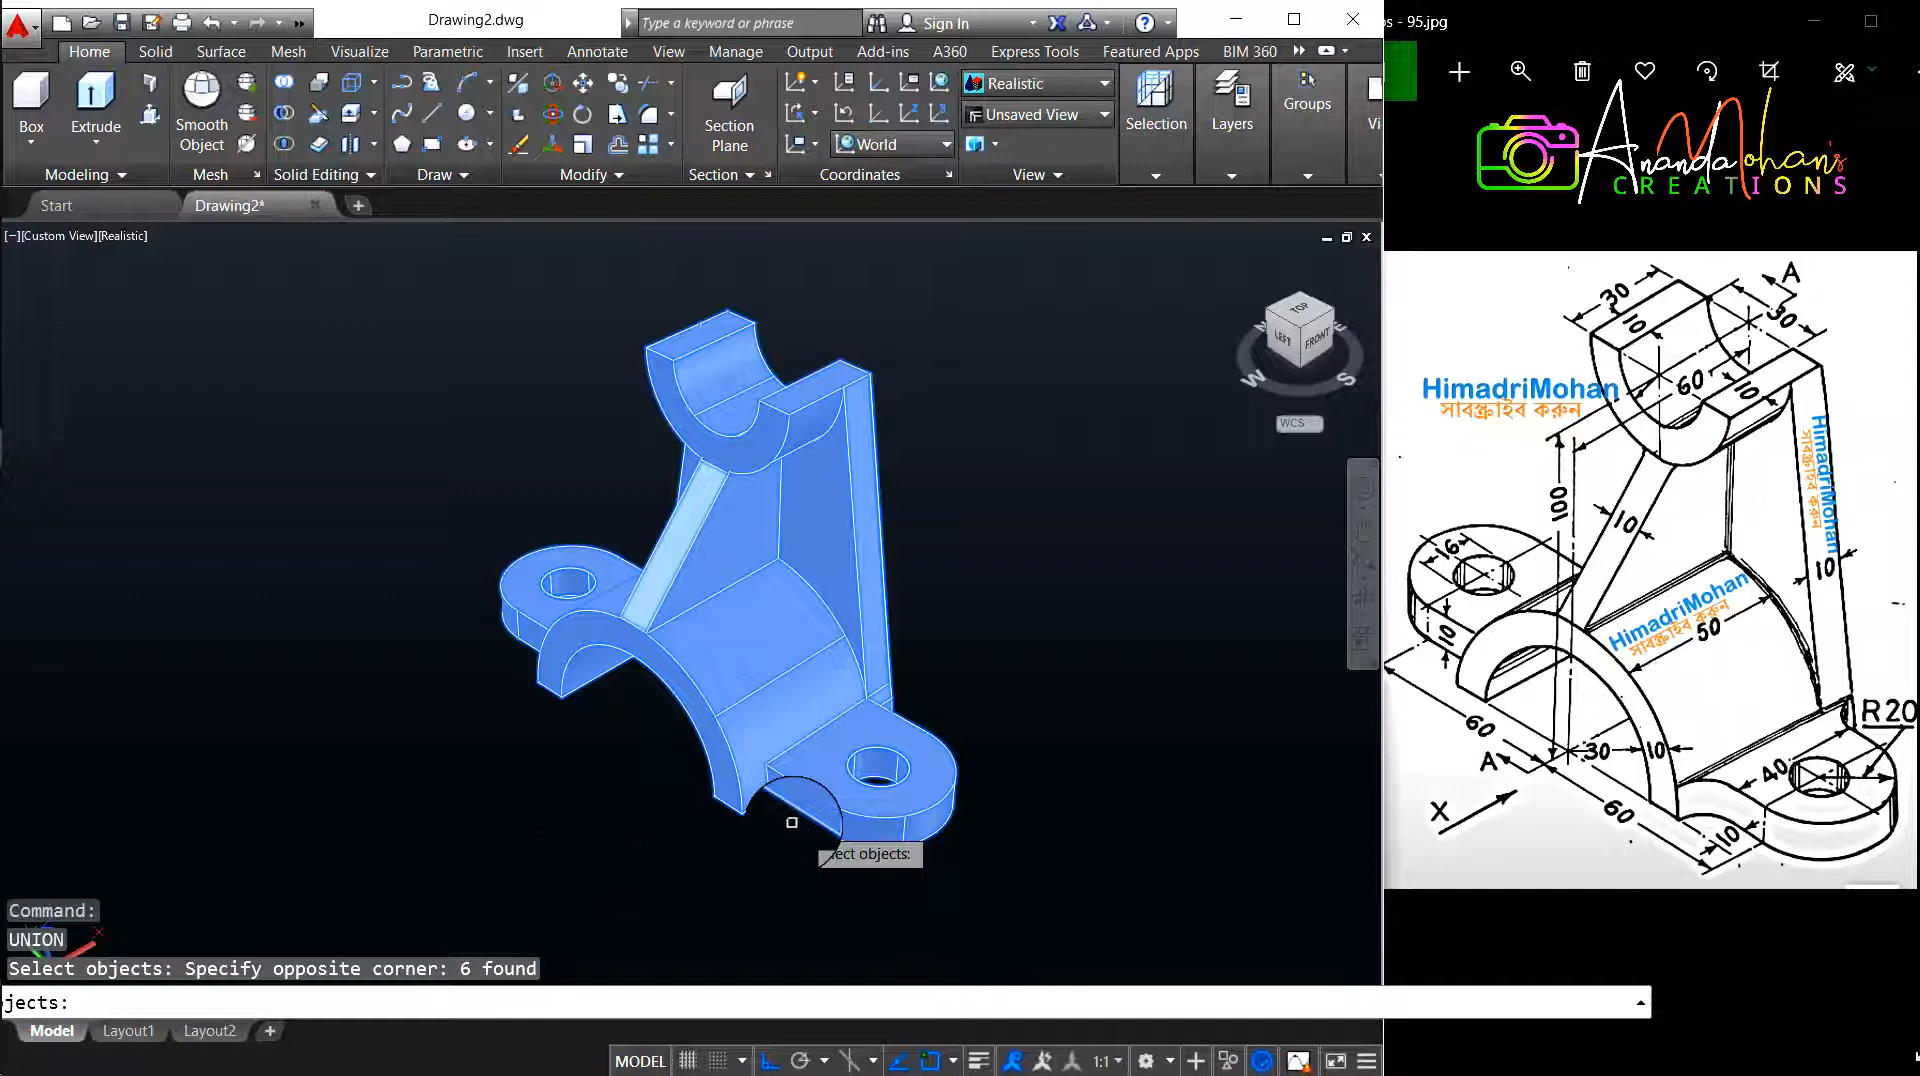 Drawing2.dwg
Type a keyword or phrase
Sign In
ps - 95.jpg
Home
Solid
Surface
Mesh
Visualize
Parametric
Insert
Annotate
View
Manage
Output
Add-ins
A360
Express Tools
Featured Apps
BIM 360
Box
Extrude
Smooth
Object
Section
Plane
World
Realistic
Unsaved View
Selection
Layers
Groups
Vi
Modeling
Mesh
Solid Editing
Draw
Modify
Section
Coordinates
View
AnandaMohan's
CREATIONS
Start
Drawing2*
[−][Custom View][Realistic]
TOP
LEFT
FRONT
N
E
W
S
WCS
A
30
10
30
60
10
HimadriMohan
সাবস্ক্রাইব করুন
HimadriMohan
সাবস্ক্রাইব করুন
100
10
16
10
10
HimadriMohan
সাবস্ক্রাইব করুন
50
60
A
30
10
R20
40
X
60
10
ect objects:
Command:
UNION
Select objects: Specify opposite corner: 6 found
jects:
Model
Layout1
Layout2
MODEL
1:1